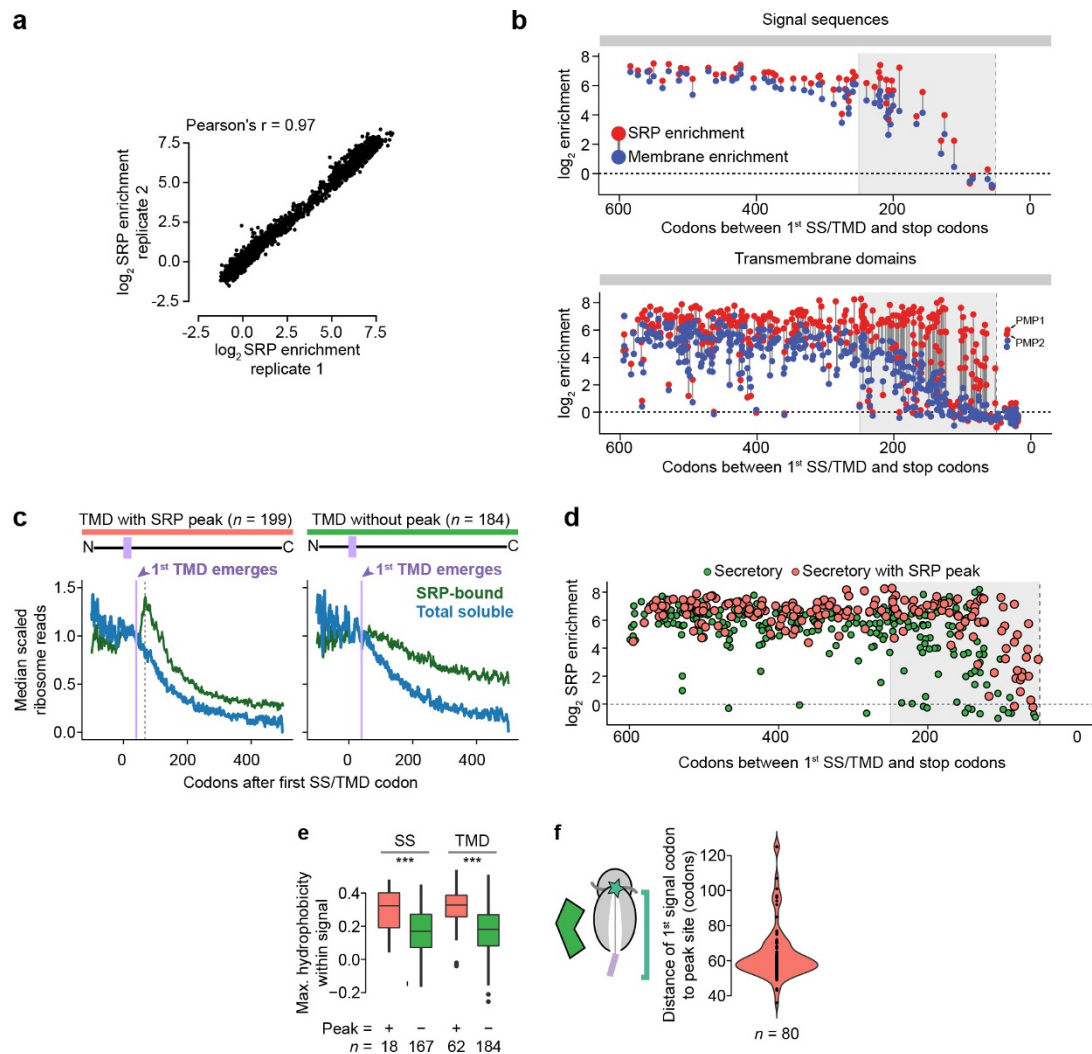 a
Pearson's r = 0.97
log2 SRP enrichment
replicate 2
7.5
5.0
2.5
0.0
-2.5
-2.5 0.0 2.5 5.0 7.5
log2 SRP enrichment
replicate 1
b
Signal sequences
log2 enrichment
8
6
4
2
0
SRP enrichment
Membrane enrichment
600 400 200 0
Codons between 1st SS/TMD and stop codons
Transmembrane domains
log2 enrichment
8
6
4
2
0
PMP1
PMP2
600 400 200 0
Codons between 1st SS/TMD and stop codons
c
TMD with SRP peak (n = 199)
N C
1st TMD emerges
Median scaled
ribosome reads
1.5
1.0
0.5
0.0
0 200 400
TMD without peak (n = 184)
N C
1st TMD emerges
SRP-bound
Total soluble
0 200 400
Codons after first SS/TMD codon
d
Secretory Secretory with SRP peak
log2 SRP enrichment
8
6
4
2
0
600 400 200 0
Codons between 1st SS/TMD and stop codons
e
SS TMD
*** ***
Max. hydrophobicity
within signal
0.4
0.2
0.0
−0.2
Peak = + − + −
n = 18 167 62 184
f
Distance of 1st signal codon
to peak site (codons)
120
100
80
60
40
n = 80